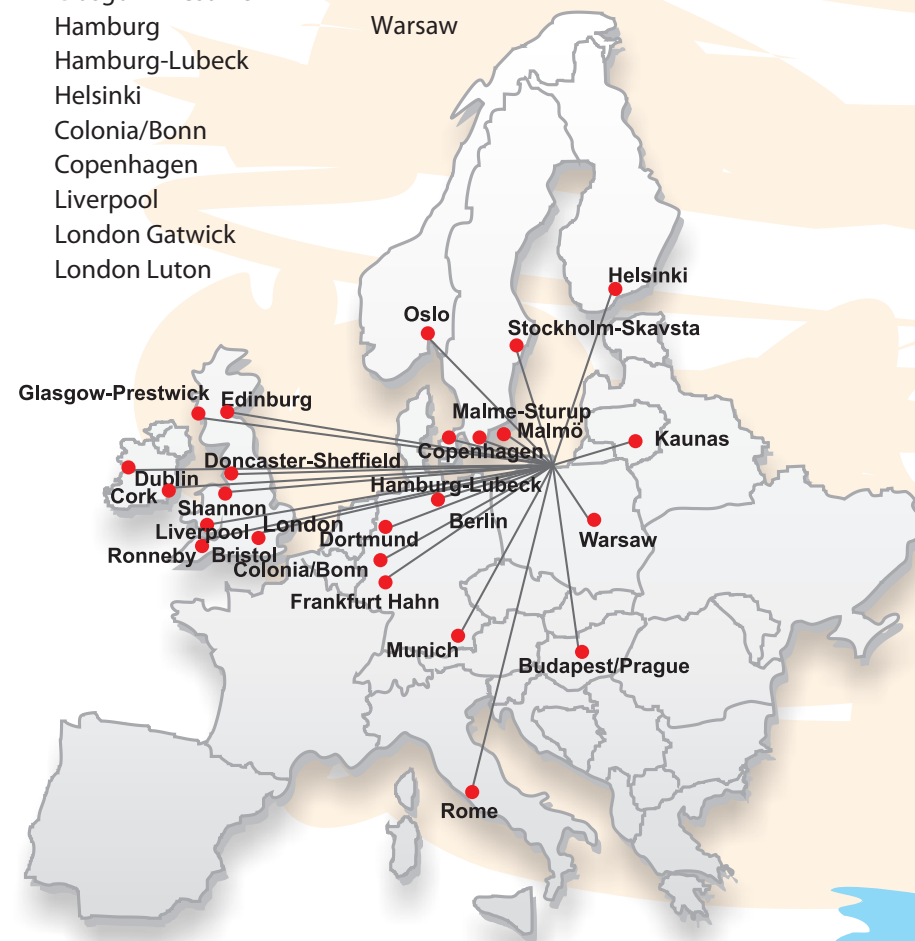 Hamburg
Hamburg-Lubeck
Helsinki
Colonia/Bonn
Copenhagen
Liverpool
London Gatwick
London Luton
Warsaw
Helsinki
Oslo
Stockholm-Skavsta
Glasgow-Prestwick
Edinburg
Malme-Sturup
Malmö
Copenhagen
Kaunas
Doncaster-Sheffield
Dublin
Hamburg-Lubeck
Cork
Shannon
Berlin
London
Liverpool
Dortmund
Warsaw
Ronneby
Bristol
Colonia/Bonn
Frankfurt Hahn
Munich
Budapest/Prague
Rome